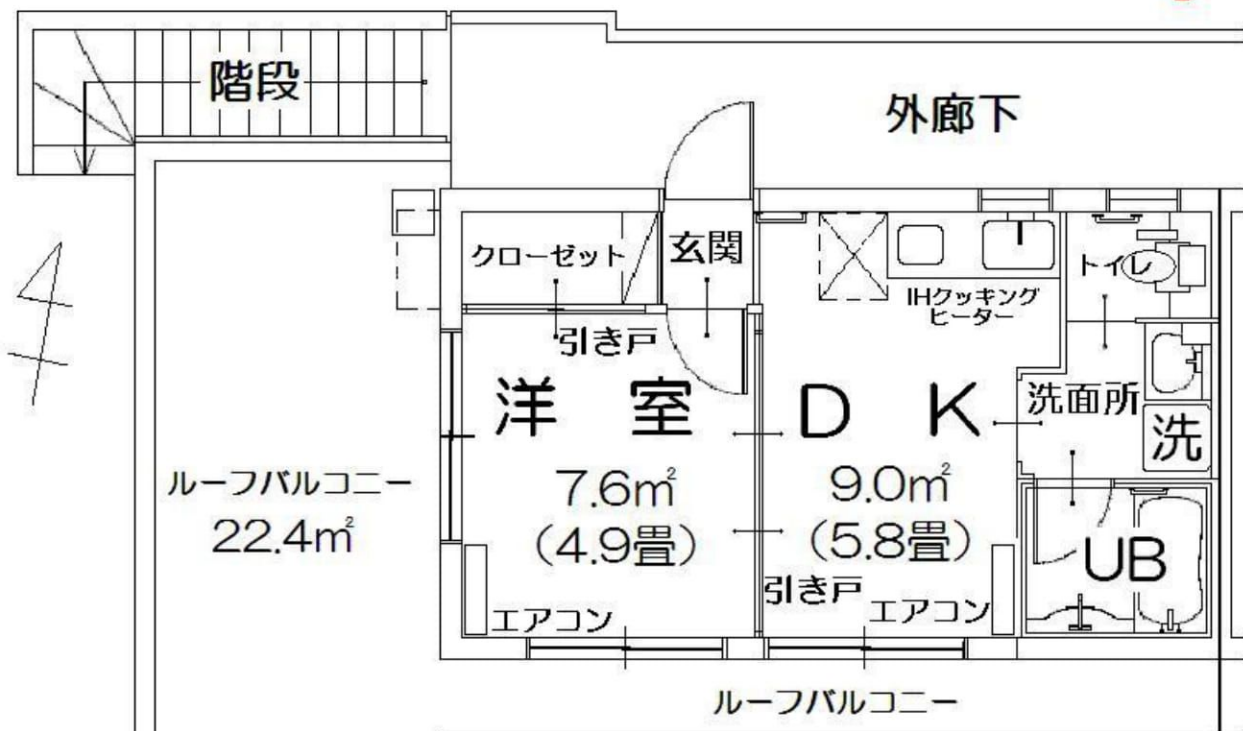 階段
外廊下
クローゼット
玄関
トイレ
IHクッキング
ヒーター
引き戸
洋 室
7.6㎡
(4.9畳)
DK
9.0㎡
(5.8畳)
洗面所
洗
ルーフバルコニー
22.4㎡
UB
引き戸
エアコン
エアコン
ルーフバルコニー